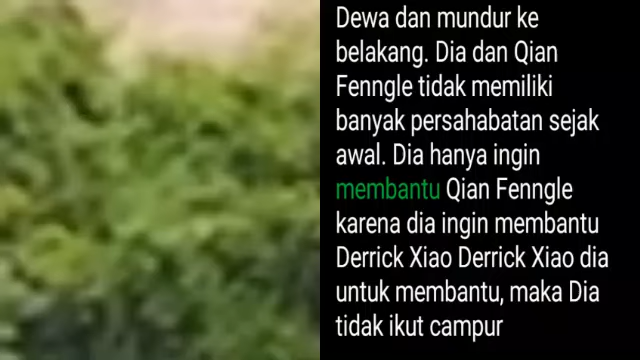 Dewa dan mundur ke
belakang. Dia dan Qian
Fenngle tidak memiliki
banyak persahabatan sejak
awal. Dia hanya ingin
membantu Qian Fenngle
karena dia ingin membantu
Derrick Xiao Derrick Xiao dia
untuk membantu, maka Dia
tidak ikut campur